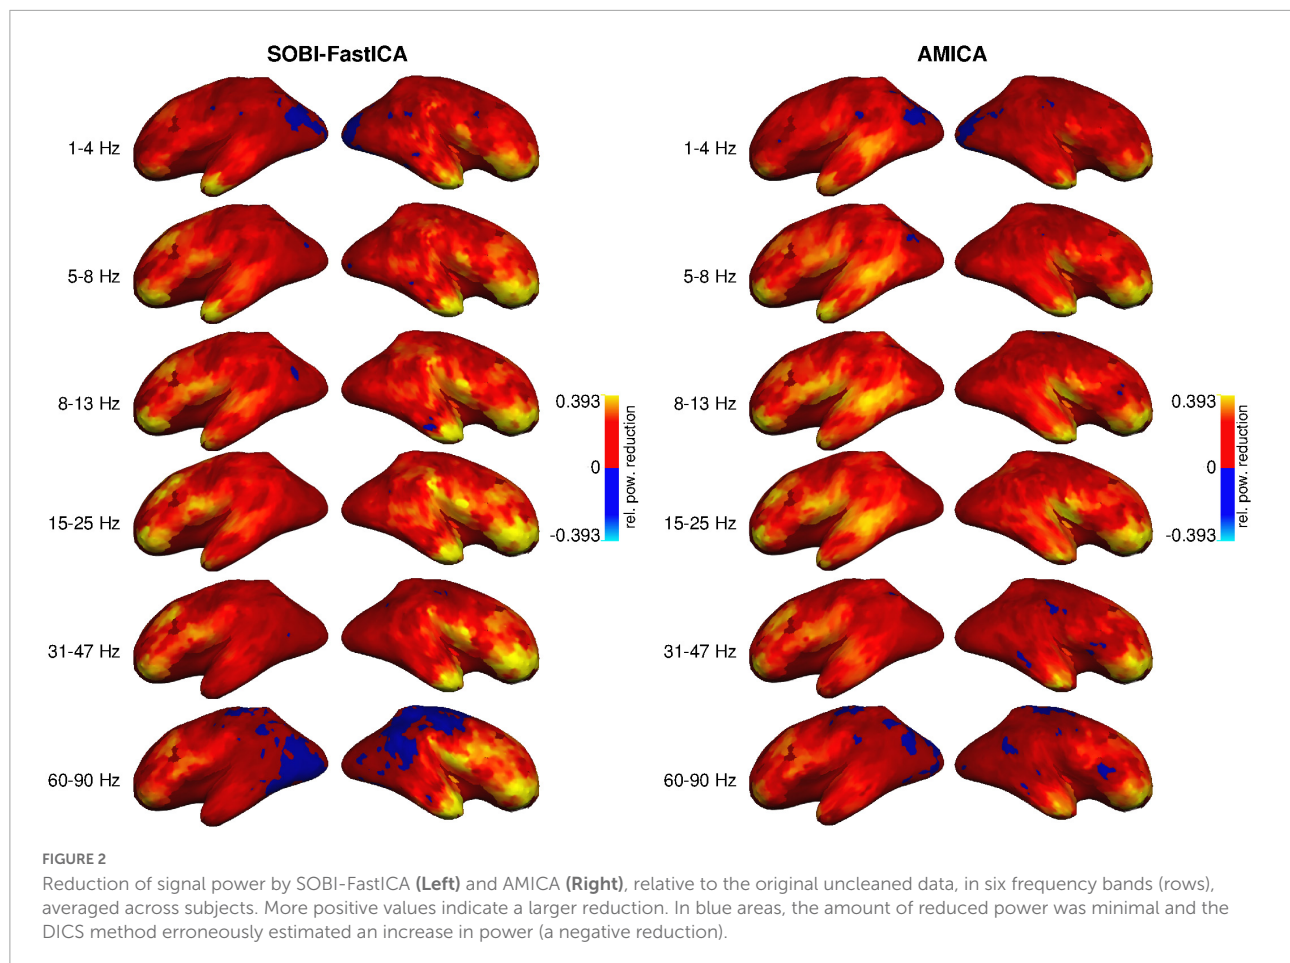 SOBI-FastICA
AMICA
1-4 Hz
1-4 Hz
5-8 Hz
5-8 Hz
8-13 Hz
8-13 Hz
0.393
0
-0.393
rel. pow. reduction
0.393
0
-0.393
rel. pow. reduction
15-25 Hz
15-25 Hz
31-47 Hz
31-47 Hz
60-90 Hz
60-90 Hz
FIGURE 2
Reduction of signal power by SOBI-FastICA (Left) and AMICA (Right), relative to the original uncleaned data, in six frequency bands (rows),
averaged across subjects. More positive values indicate a larger reduction. In blue areas, the amount of reduced power was minimal and the
DICS method erroneously estimated an increase in power (a negative reduction).